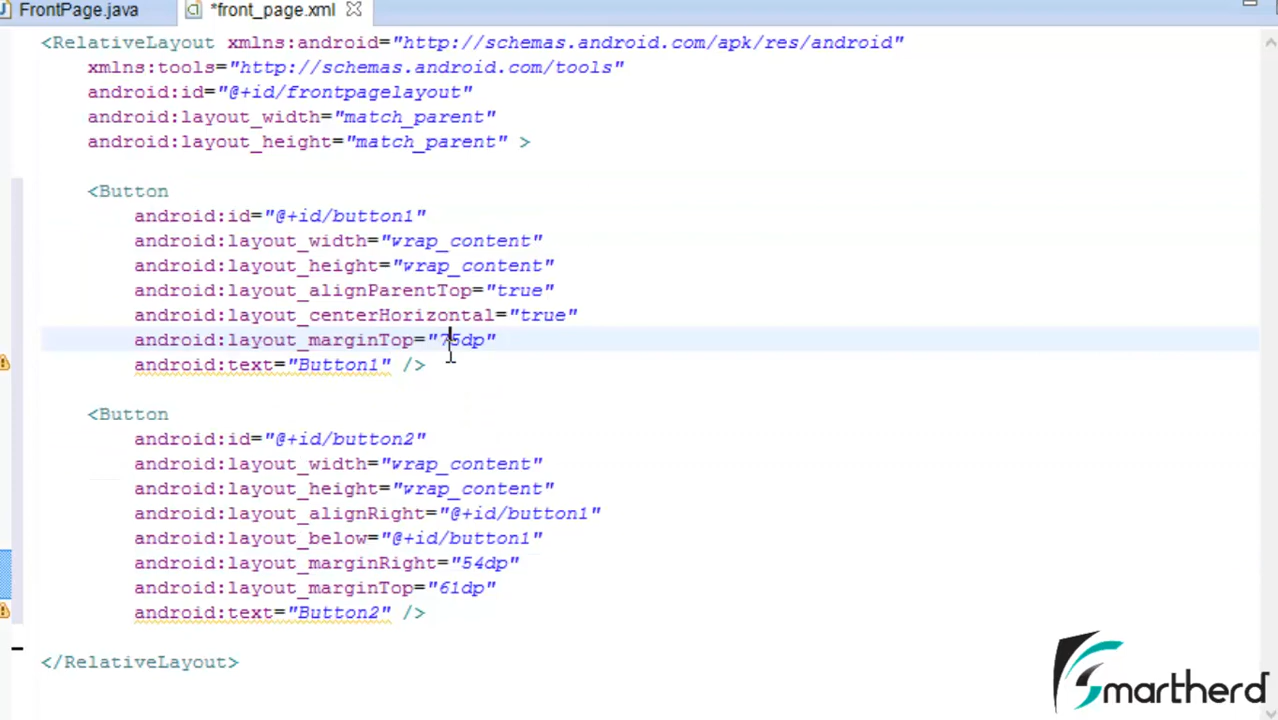 FrontPage.java
*front_page.xml
<RelativeLayout xmlns:android="http://schemas.android.com/apk/res/android"
xmlns:tools="http://schemas.android.com/tools"
android:id="@+id/frontpagelayout"
android:layout_width="match_parent"
android:layout_height="match_parent" >
<Button
android:id="@+id/button1"
android:layout_width="wrap_content"
android:layout_height="wrap_content"
android:layout_alignParentTop="true"
android:layout_centerHorizontal="true"
android:layout_marginTop="75dp"
android:text="Button1" />
<Button
android:id="@+id/button2"
android:layout_width="wrap_content"
android:layout_height="wrap_content"
android:layout_alignRight="@+id/button1"
android:layout_below="@+id/button1"
android:layout_marginRight="54dp"
android:layout_marginTop="61dp"
android:text="Button2" />
</RelativeLayout>
Smartherd